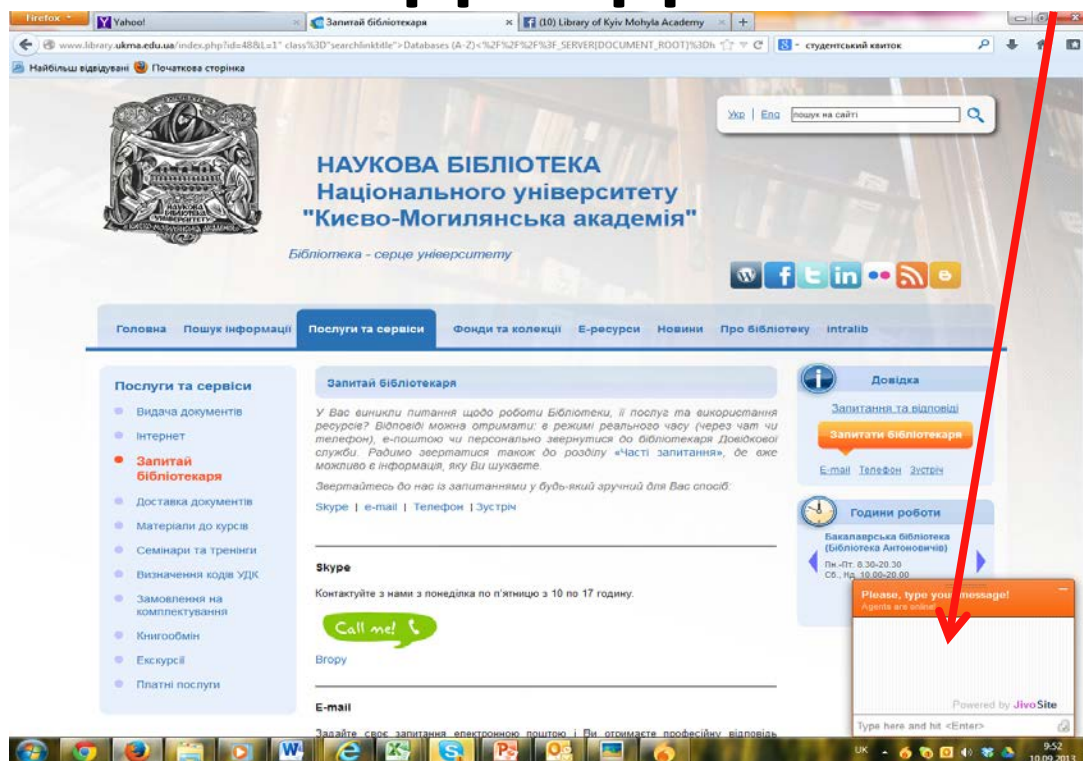 Firefox
Yahoo!
Запитай бібліотекаря
(10) Library of Kyiv Mohyla Academy
www.library.ukma.edu.ua/index.php?id=48&L=1" class%3D"searchlinktitle">Databases (A-Z)<%2F%2F%2F%3F_SERVER[DOCUMENT_ROOT]%3Dh
студентський квиток
Найбільш відвідувані Початкова сторінка
Укр | Eng пошук на сайті
НАУКОВА БІБЛІОТЕКА
Національного університету
"Києво-Могилянська академія"
Бібліотека - серце університету
Головна Пошук інформації Послуги та сервіси Фонди та колекції Е-ресурси Новини Про бібліотеку Intralib
Послуги та сервіси
Видача документів
Інтернет
Запитай
бібліотекаря
Доставка документів
Матеріали до курсів
Семінари та тренінги
Визначення кодів УДК
Замовлення на
комплектування
Книгообмін
Екскурсії
Платні послуги
Запитай бібліотекаря
У Вас виникли питання щодо роботи Бібліотеки, її послуг та використання
ресурсів? Відповіді можна отримати: в режимі реального часу (через чат чи
телефон), е-поштою чи персонально звернутися до бібліотекаря Довідкової
служби. Радимо звертатися також до розділу «Часті запитання», де вже
можливо є інформація, яку Ви шукаєте.
Звертайтесь до нас із запитаннями у будь-який зручний для Вас спосіб:
Skype | e-mail | Телефон | Зустріч
Skype
Контактуйте з нами з понеділка по п'ятницю з 10 по 17 годину.
Call me!
Вгору
E-mail
Задайте своє запитання електронною поштою і Ви отримаєте професійну відповідь
Довідка
Запитання та відповіді
Запитати бібліотекаря
E-mail Телефон Зустріч
Години роботи
Бакалаврська бібліотека
(Бібліотека Антоновичів)
Пн.-Пт. 8.30-20.30
Сб., Нд. 10.00-20.00
Please, type your message!
Agents are online!
Powered by JivoSite
Type here and hit <Enter>
UK
9:52
10.09.2013